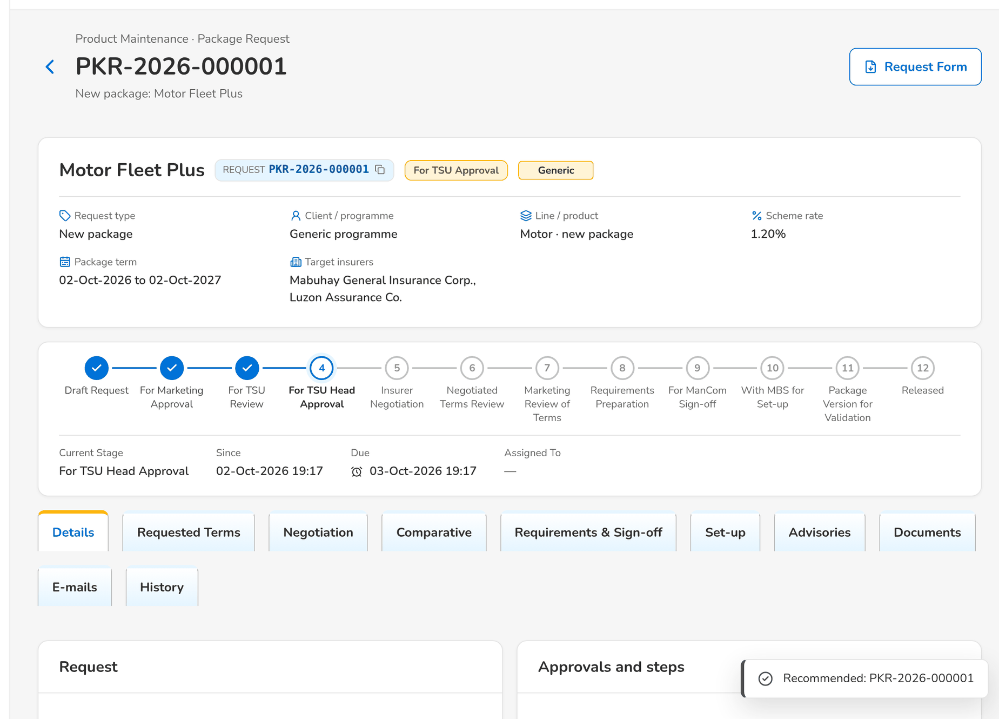 Product Maintenance · Package Request
PKR-2026-000001
New package: Motor Fleet Plus
Request Form
Motor Fleet Plus
REQUEST PKR-2026-000001
For TSU Approval
Generic
Request type
New package
Client / programme
Generic programme
Line / product
Motor · new package
Scheme rate
1.20%
Package term
02-Oct-2026 to 02-Oct-2027
Target insurers
Mabuhay General Insurance Corp.,
Luzon Assurance Co.
Draft Request
For Marketing
Approval
For TSU
Review
4
For TSU Head
Approval
5
Insurer
Negotiation
6
Negotiated
Terms Review
7
Marketing
Review of
Terms
8
Requirements
Preparation
9
For ManCom
Sign-off
10
With MBS for
Set-up
11
Package
Version for
Validation
12
Released
Current Stage
For TSU Head Approval
Since
02-Oct-2026 19:17
Due
03-Oct-2026 19:17
Assigned To
—
Details
Requested Terms
Negotiation
Comparative
Requirements & Sign-off
Set-up
Advisories
Documents
E-mails
History
Request
Approvals and steps
Recommended: PKR-2026-000001